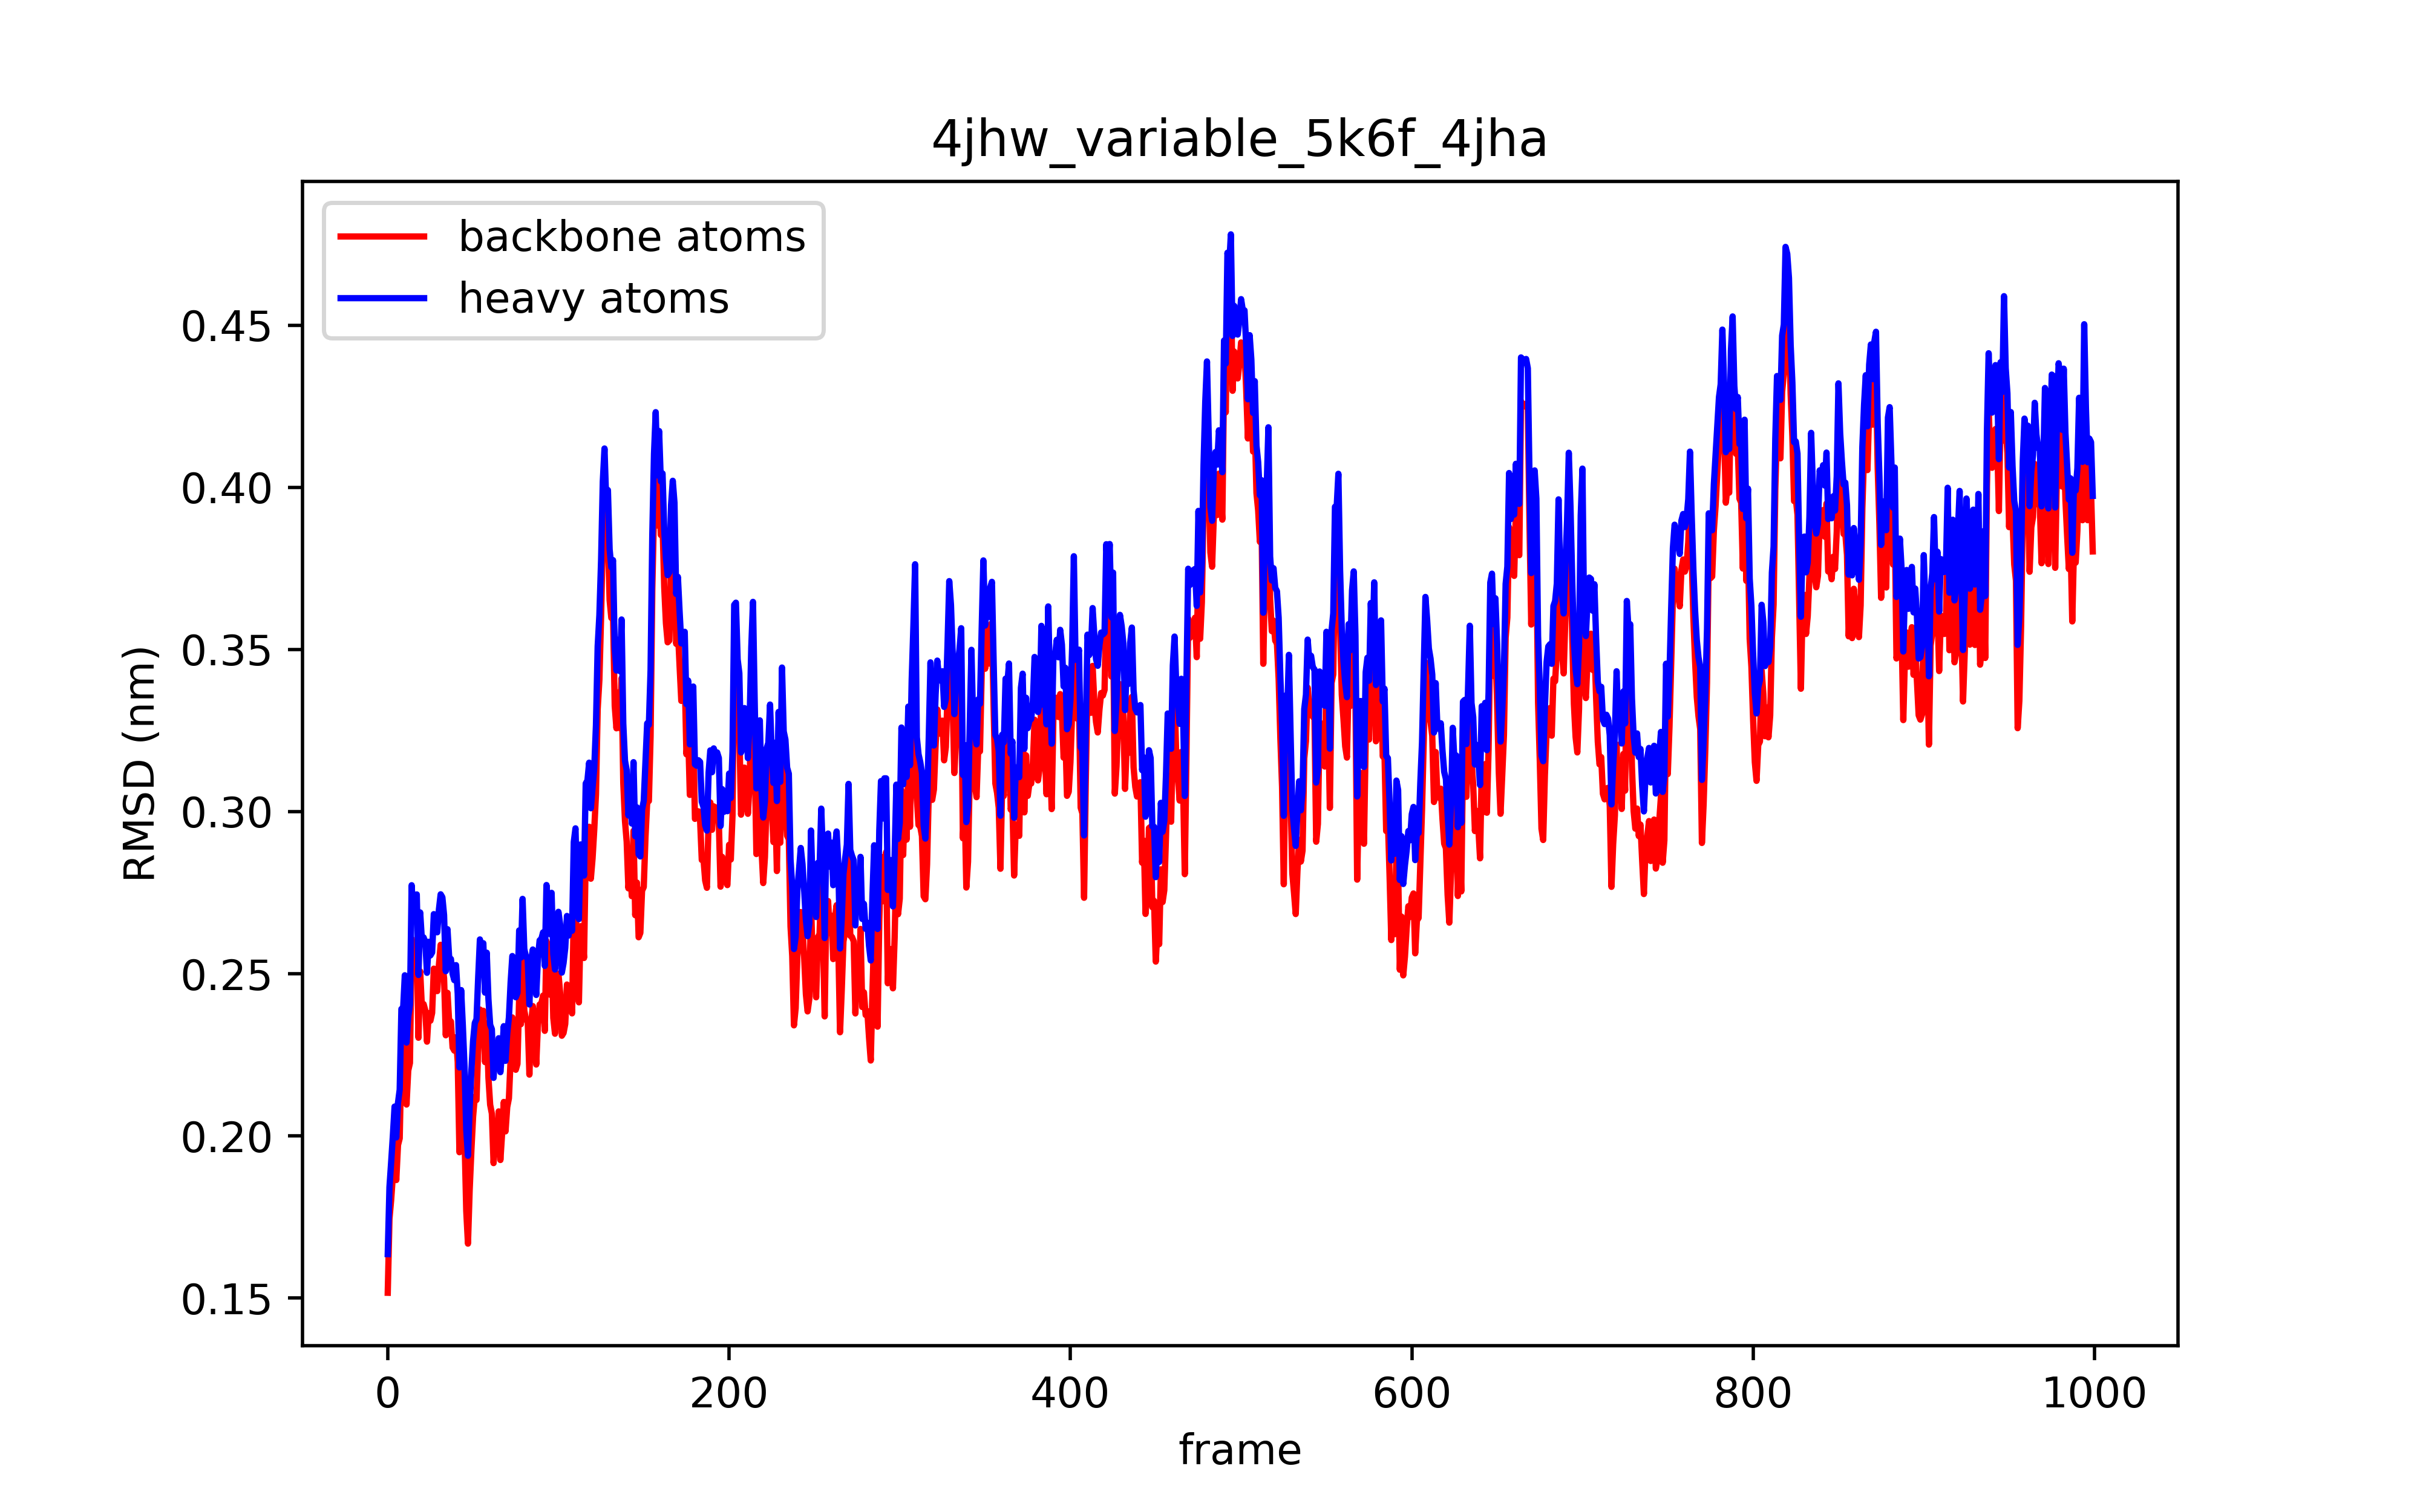 4jhw_variable_5k6f_4jha
backbone atoms
heavy atoms
RMSD (nm)
0.45
0.40
0.35
0.30
0.25
0.20
0.15
0 200 400 600 800 1000
frame